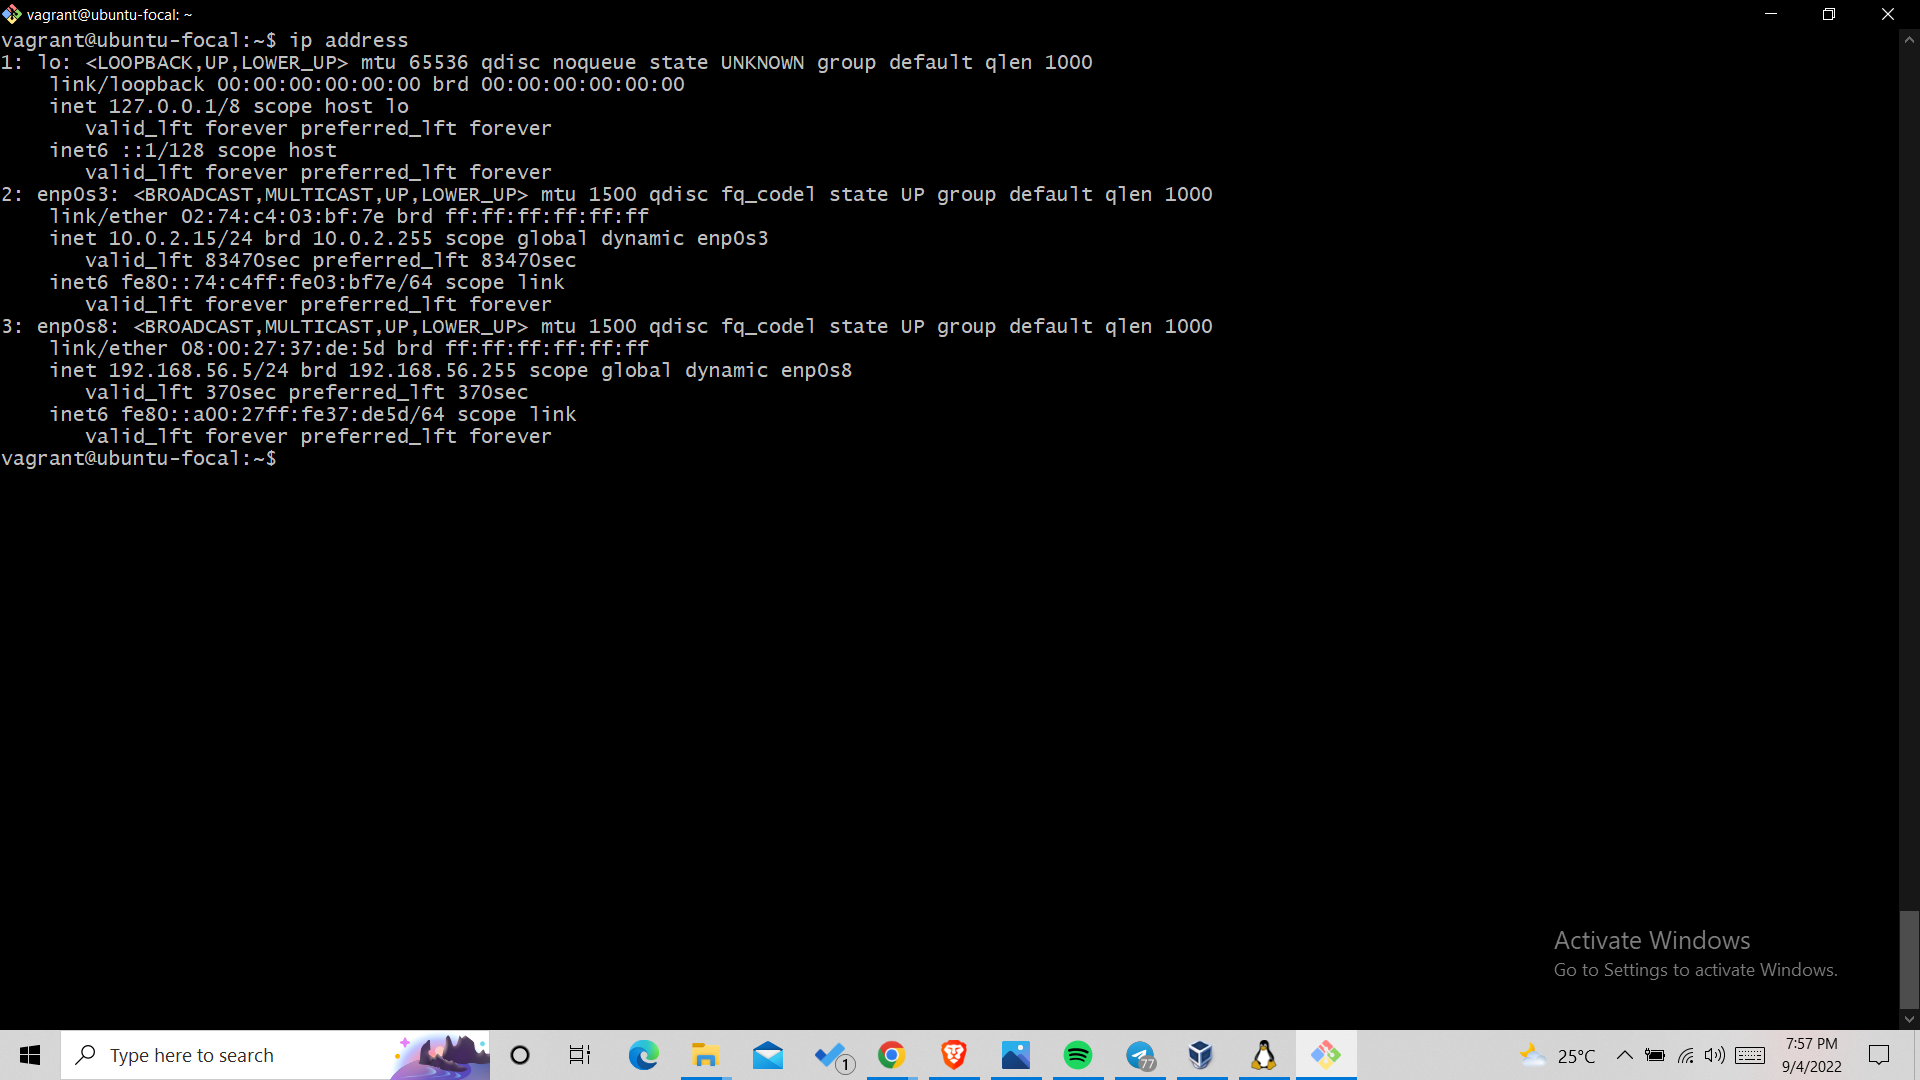 vagrant@ubuntu-focal: ~
vagrant@ubuntu-focal:~$ ip address
1: lo: <LOOPBACK,UP,LOWER_UP> mtu 65536 qdisc noqueue state UNKNOWN group default qlen 1000
    link/loopback 00:00:00:00:00:00 brd 00:00:00:00:00:00
    inet 127.0.0.1/8 scope host lo
       valid_lft forever preferred_lft forever
    inet6 ::1/128 scope host
       valid_lft forever preferred_lft forever
2: enp0s3: <BROADCAST,MULTICAST,UP,LOWER_UP> mtu 1500 qdisc fq_codel state UP group default qlen 1000
    link/ether 02:74:c4:03:bf:7e brd ff:ff:ff:ff:ff:ff
    inet 10.0.2.15/24 brd 10.0.2.255 scope global dynamic enp0s3
       valid_lft 83470sec preferred_lft 83470sec
    inet6 fe80::74:c4ff:fe03:bf7e/64 scope link
       valid_lft forever preferred_lft forever
3: enp0s8: <BROADCAST,MULTICAST,UP,LOWER_UP> mtu 1500 qdisc fq_codel state UP group default qlen 1000
    link/ether 08:00:27:37:de:5d brd ff:ff:ff:ff:ff:ff
    inet 192.168.56.5/24 brd 192.168.56.255 scope global dynamic enp0s8
       valid_lft 370sec preferred_lft 370sec
    inet6 fe80::a00:27ff:fe37:de5d/64 scope link
       valid_lft forever preferred_lft forever
vagrant@ubuntu-focal:~$
Activate Windows
Go to Settings to activate Windows.
Type here to search
1
77
25°C
7:57 PM
9/4/2022